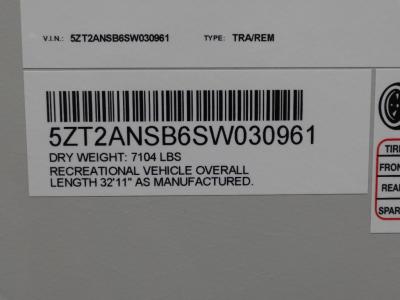 V.I.N.: 5ZT2ANSB6SW030961 TYPE: TRA/REM
5ZT2ANSB6SW030961
DRY WEIGHT: 7104 LBS
RECREATIONAL VEHICLE OVERALL
LENGTH 32'11" AS MANUFACTURED.
TIRE
FRON
REA
SPAR